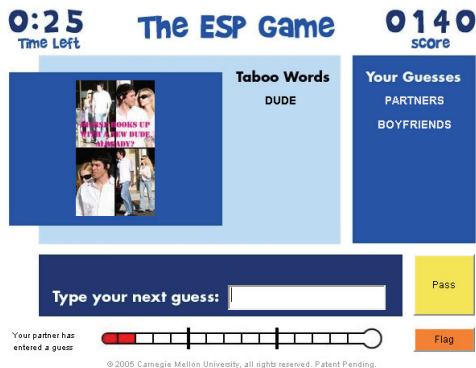 0:25
Time Left
The ESP Game
0140
score
Taboo Words
DUDE
Your Guesses
PARTNERS
BOYFRIENDS
HOOKS UP
WITH A NEW DUDE,
ALREADY?
Type your next guess:
Pass
Your partner has
entered a guess
Flag
© 2005 Carnegie Mellon University, all rights reserved. Patent Pending.